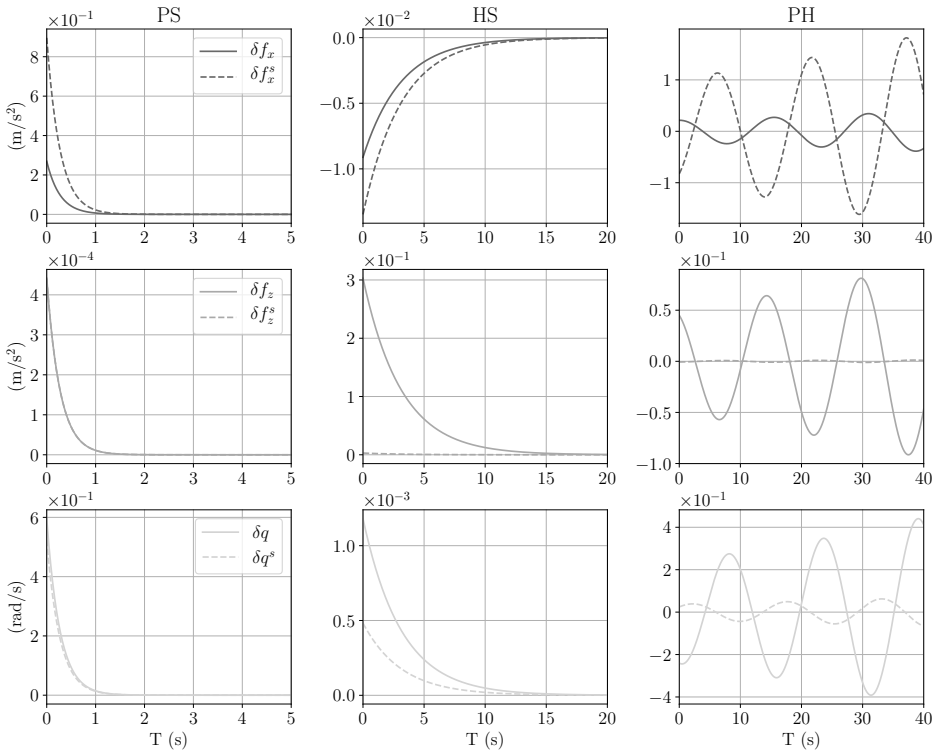 PS HS PH
×10⁻¹ ×10⁻²
8 6 4 2 0
(m/s²)
δfₓ
δfₓˢ
0 1 2 3 4 5
0.0 −0.5 −1.0
0 5 10 15 20
1 0 −1
0 10 20 30 40
×10⁻⁴ ×10⁻¹ ×10⁻¹
4 4 4 0
(m/s²)
δf_z
δf_z^s
0 1 2 3 4 5
3 2 1 0
0 5 10 15 20
0.5 0.0 −0.5 −1.0
0 10 20 30 40
×10⁻¹ ×10⁻³ ×10⁻¹
6 4 2 0
(rad/s)
δq
δqˢ
0 1 2 3 4 5
1.0 0.5 0.0
0 5 10 15 20
4 2 0 −2 −4
0 10 20 30 40
T (s) T (s) T (s)